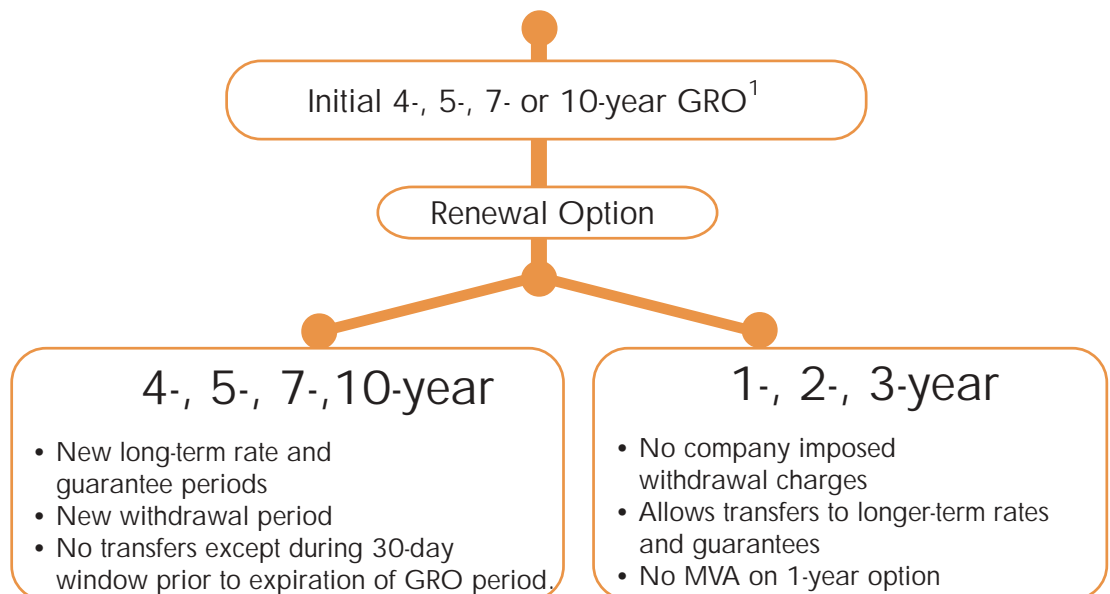 Initial 4-, 5-, 7- or 10-year GRO1
Renewal Option
4-, 5-, 7-,10-year
• New long-term rate and
guarantee periods
• New withdrawal period
• No transfers except during 30-day
window prior to expiration of GRO period.
1-, 2-, 3-year
• No company imposed
withdrawal charges
• Allows transfers to longer-term rates
and guarantees
• No MVA on 1-year option